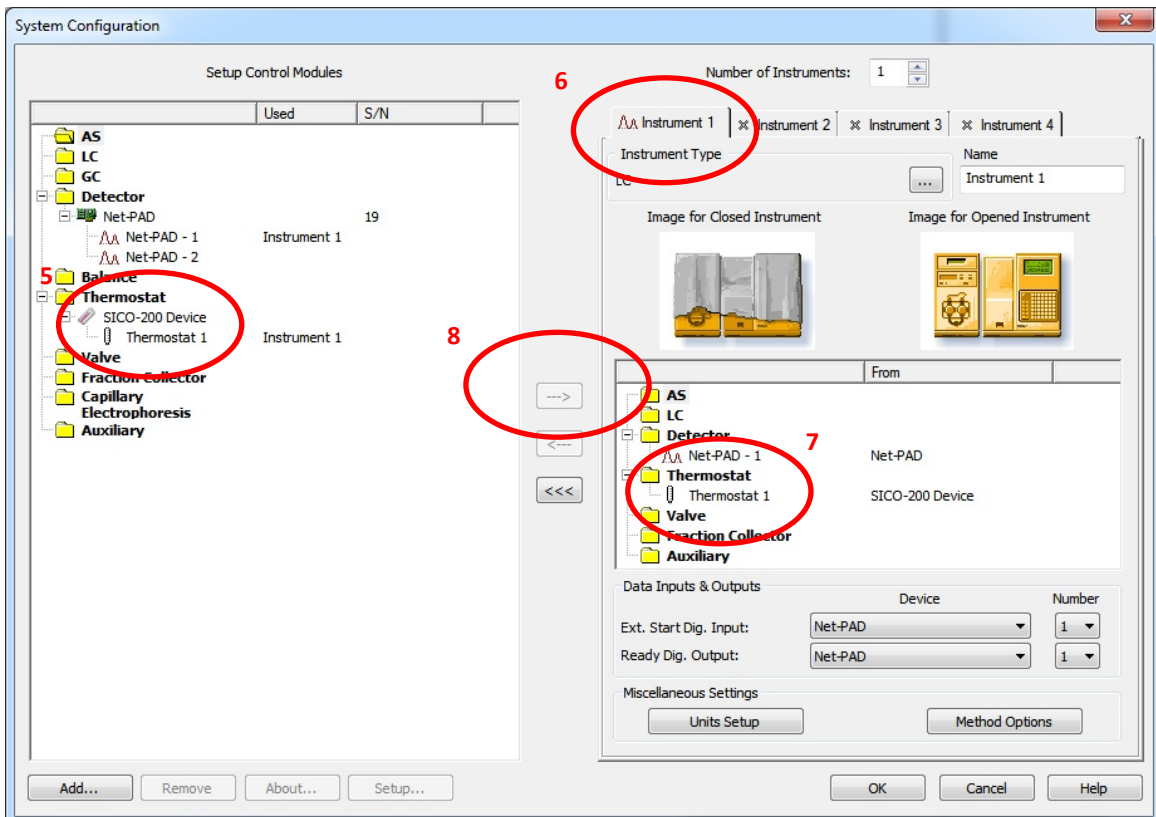 System Configuration
Setup Control Modules
Number of Instruments: 1
6
Used S/N
AS
LC
GC
Detector
Net-PAD 19
Net-PAD - 1 Instrument 1
Net-PAD - 2
5
Balance
Thermostat
SICO-200 Device
Thermostat 1 Instrument 1
Valve
Fraction Collector
Capillary
Electrophoresis
Auxiliary
8
--->
<---
<<<
Instrument 1 Instrument 2 Instrument 3 Instrument 4
Instrument Type Name
LC ... Instrument 1
Image for Closed Instrument Image for Opened Instrument
From
AS
LC
Detector
7
Net-PAD - 1 Net-PAD
Thermostat
Thermostat 1 SICO-200 Device
Valve
Fraction Collector
Auxiliary
Data Inputs & Outputs
Device Number
Ext. Start Dig. Input: Net-PAD 1
Ready Dig. Output: Net-PAD 1
Miscellaneous Settings
Units Setup Method Options
Add... Remove About... Setup... OK Cancel Help